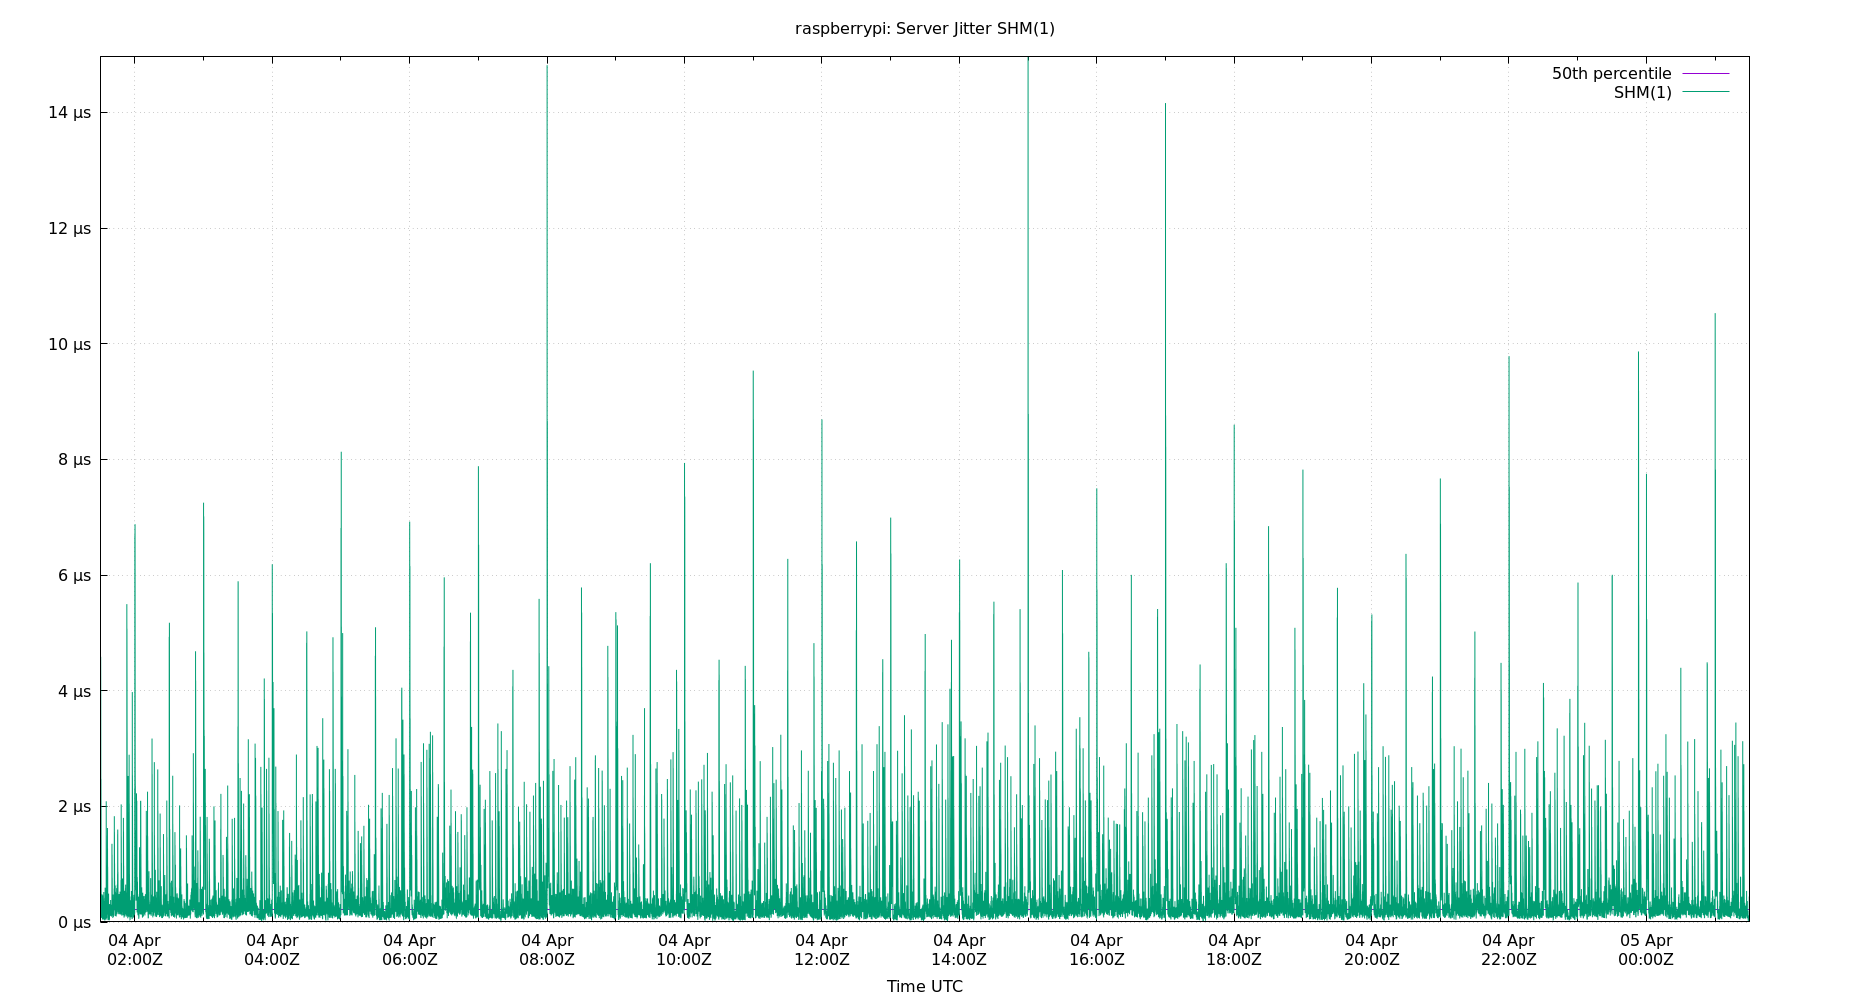 raspberrypi: Server Jitter SHM(1)
50th percentile
SHM(1)
14 µs
12 µs
10 µs
8 µs
6 µs
4 µs
2 µs
0 µs
04 Apr 04 Apr 04 Apr 04 Apr 04 Apr 04 Apr 04 Apr 04 Apr 04 Apr 04 Apr 04 Apr 05 Apr
02:00Z 04:00Z 06:00Z 08:00Z 10:00Z 12:00Z 14:00Z 16:00Z 18:00Z 20:00Z 22:00Z 00:00Z
Time UTC